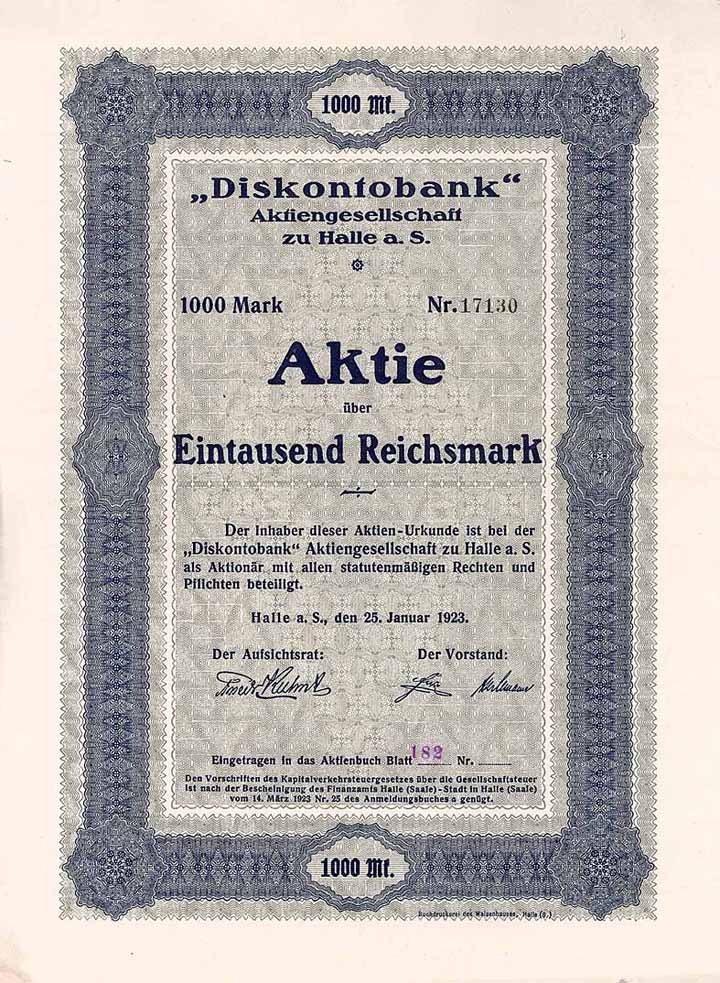 1000 Mk.
„Diskontobank“
Aktiengesellschaft
zu Halle a. S.
1000 Mark Nr. 17130
Aktie
über
Eintausend Reichsmark
Der Inhaber dieser Aktien-Urkunde ist bei der
„Diskontobank“ Aktiengesellschaft zu Halle a. S.
als Aktionär mit allen statutenmäßigen Rechten und
Pflichten beteiligt.
Halle a. S., den 25. Januar 1923.
Der Aufsichtsrat: Der Vorstand:
Eingetragen in das Aktienbuch Blatt 182 Nr.
Den Vorschriften des Kapitalverkehrsteuergesetzes über die Gesellschaftsteuer
ist nach der Bescheinigung des Finanzamts Halle (Saale)-Stadt in Halle (Saale)
vom 14. März 1923 Nr. 25 des Anmeldungsbuches a genügt.
1000 Mk.
Buchdruckerei des Waisenhauses, Halle (S.)